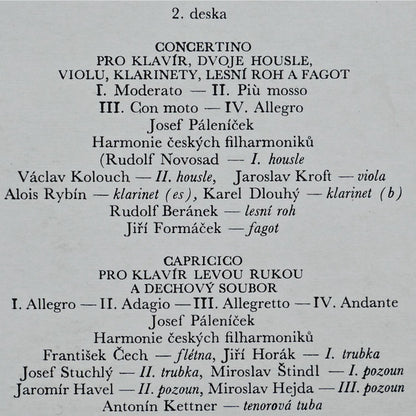 2. deska
CONCERTINO
PRO KLAVÍR, DVOJE HOUSLE,
VIOLU, KLARINETY, LESNÍ ROH A FAGOT
I. Moderato — II. Più mosso
III. Con moto — IV. Allegro
Josef Páleníček
Harmonie českých filharmoniků
(Rudolf Novosad — I. housle
Václav Kolouch — II. housle, Jaroslav Kroft — viola
Alois Rybín — klarinet (es), Karel Dlouhý — klarinet (b)
Rudolf Beránek — lesní roh
Jiří Formáček — fagot
CAPRICICO
PRO KLAVÍR LEVOU RUKOU
A DECHOVÝ SOUBOR
I. Allegro — II. Adagio — III. Allegretto — IV. Andante
Josef Páleníček
Harmonie českých filharmoniků
František Čech — flétna, Jiří Horák — I. trubka
Josef Stuchlý — II. trubka, Miroslav Štindl — I. pozoun
Jaromír Havel — II. pozoun, Miroslav Hejda — III. pozoun
Antonín Kettner — tenorová tuba